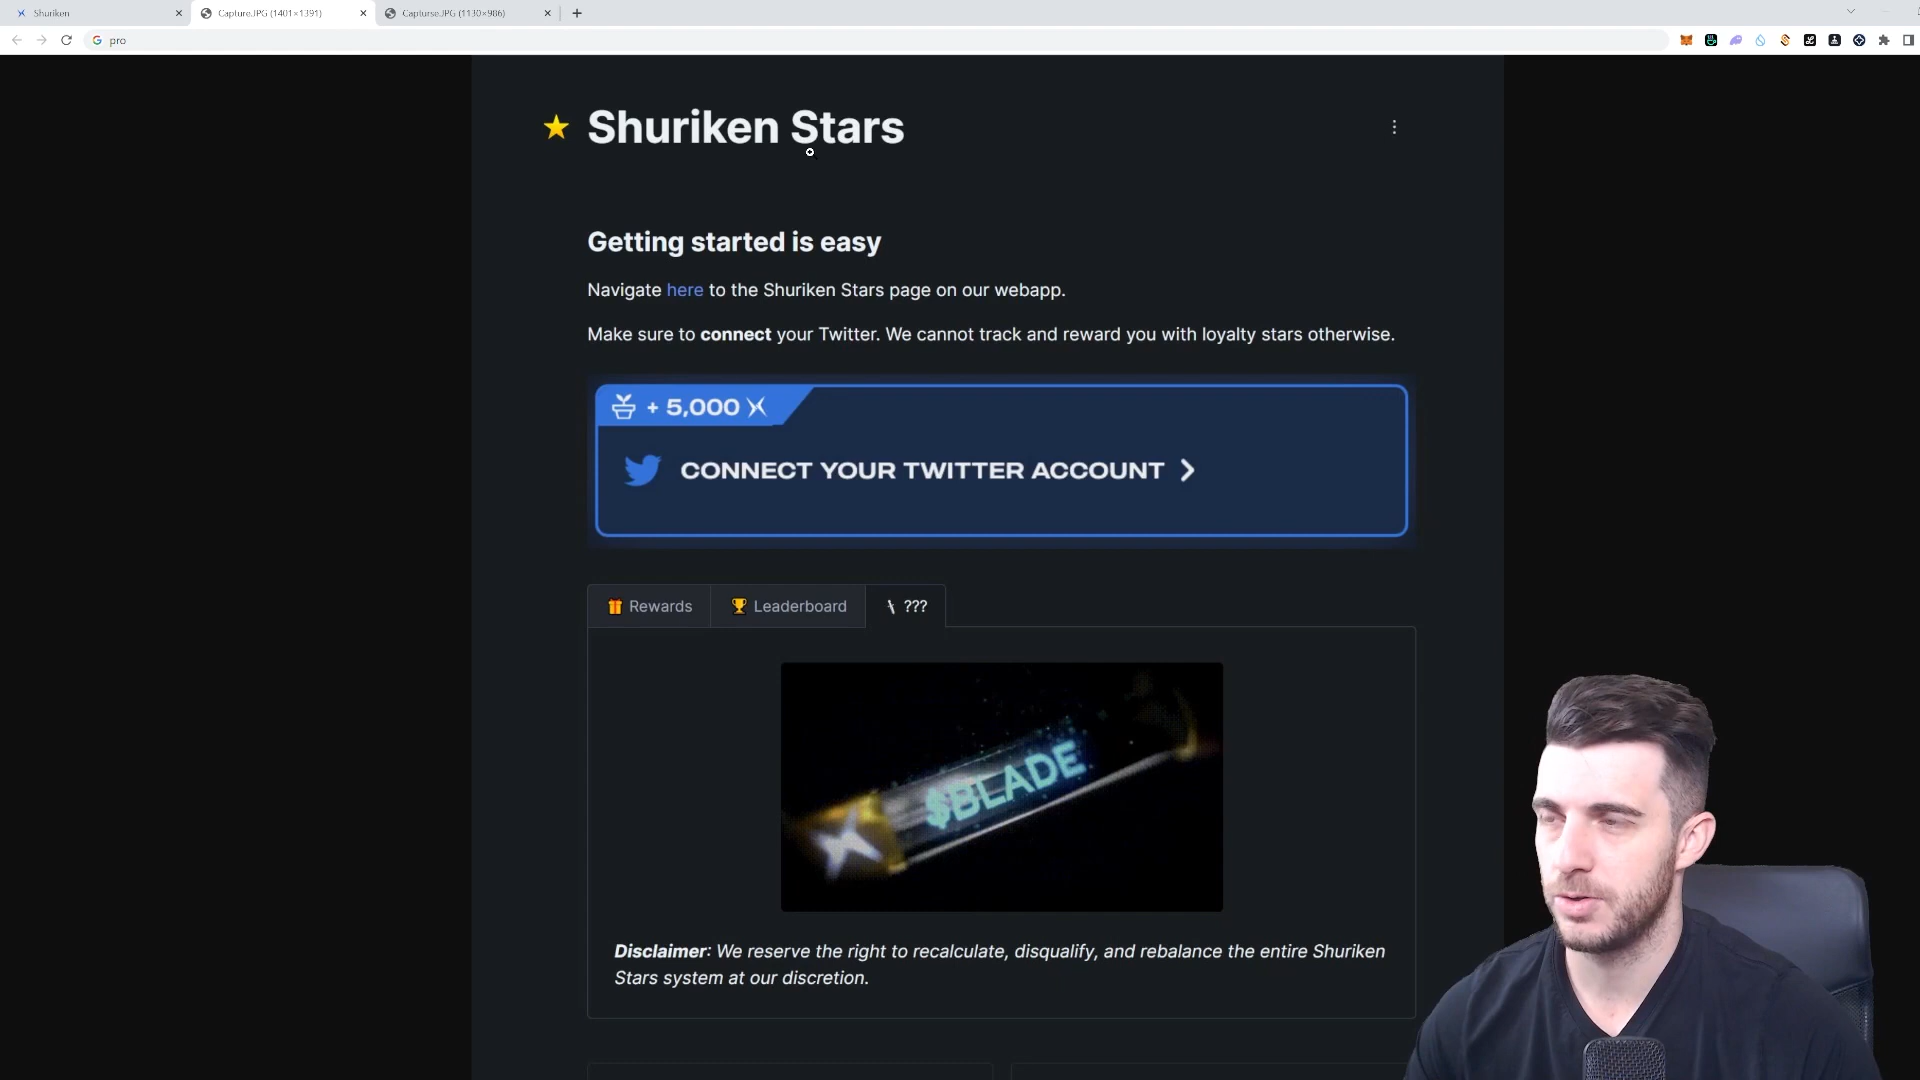 Shuriken
Capture.JPG (1401×1391)
Capturse.JPG (1130×986)
pro
Shuriken Stars
Getting started is easy
Navigate here to the Shuriken Stars page on our webapp.
Make sure to connect your Twitter. We cannot track and reward you with loyalty stars otherwise.
+ 5,000
CONNECT YOUR TWITTER ACCOUNT
Rewards
Leaderboard
???
$BLADE
Disclaimer: We reserve the right to recalculate, disqualify, and rebalance the entire Shuriken
Stars system at our discretion.